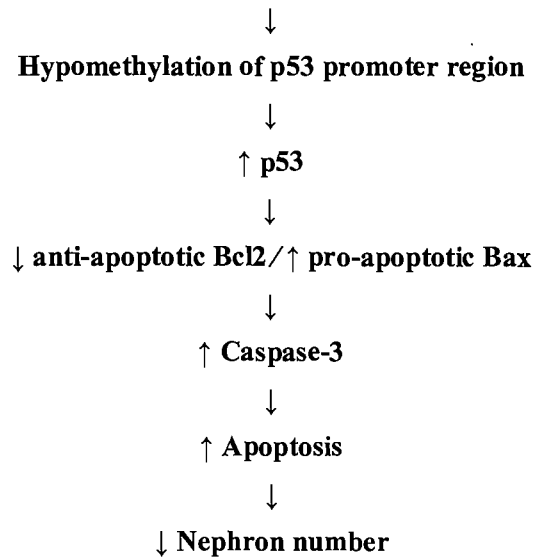 ↓
Hypomethylation of p53 promoter region
↓
↑ p53
↓
↓ anti-apoptotic Bcl2/↑ pro-apoptotic Bax
↓
↑ Caspase-3
↓
↑ Apoptosis
↓
↓ Nephron number